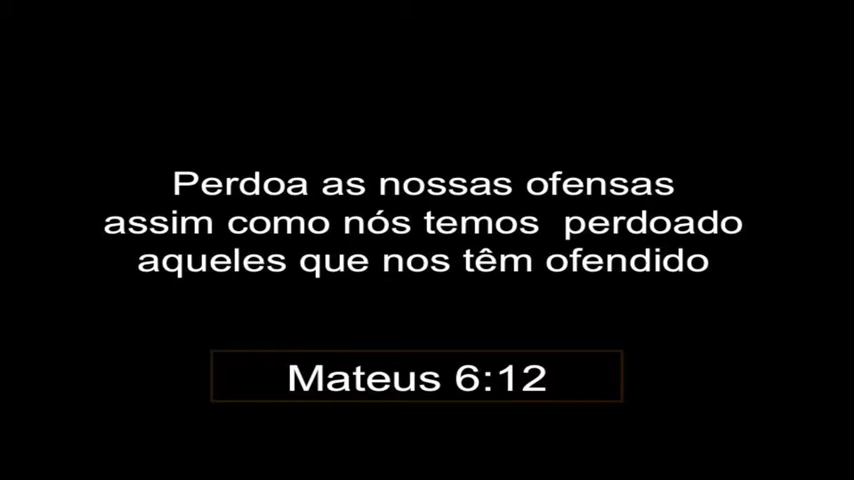 Perdoa as nossas ofensas
assim como nós temos  perdoado
aqueles que nos têm ofendido
Mateus 6:12